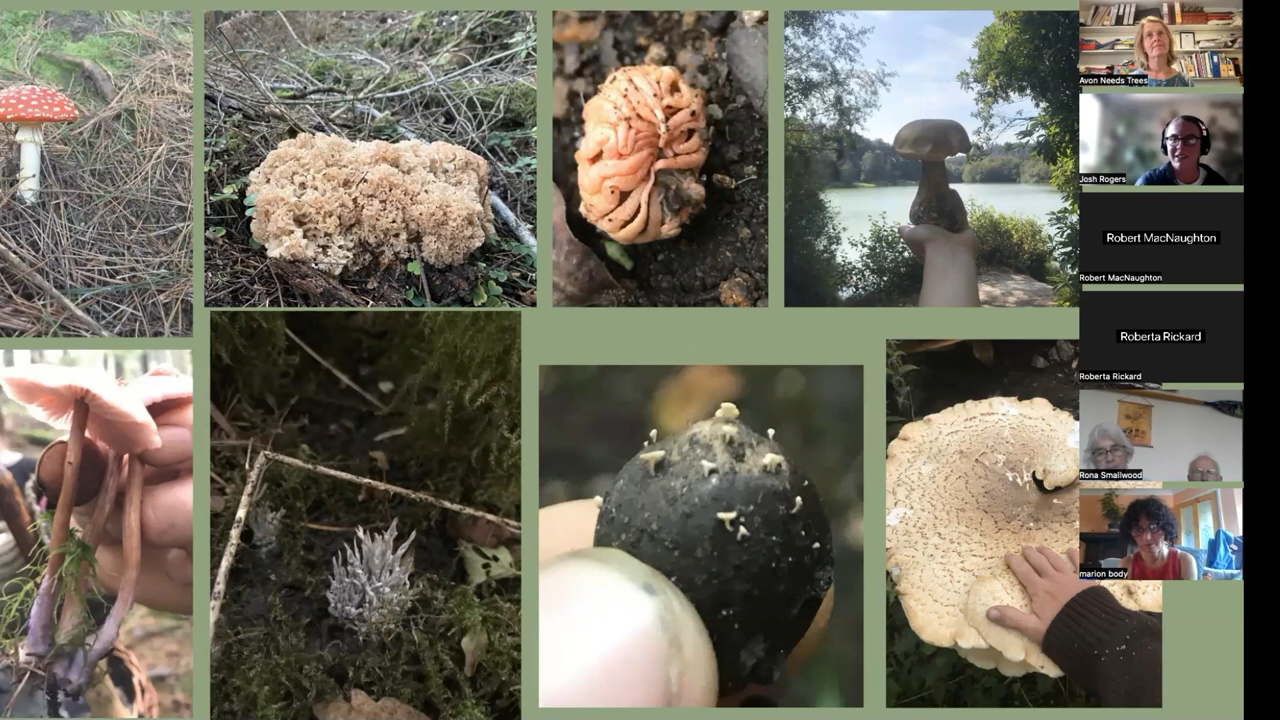 Avon Needs Trees
Josh Rogers
Robert MacNaughton
Robert MacNaughton
Roberta Rickard
Roberta Rickard
Rona Smallwood
marion body